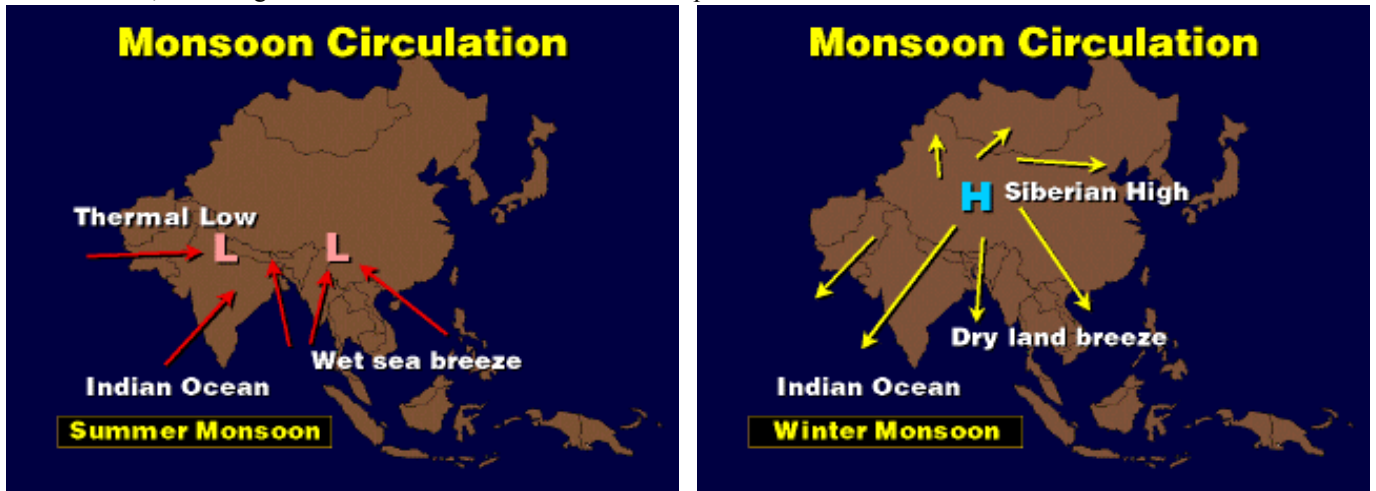 Monsoon Circulation
Thermal Low
L
L
Wet sea breeze
Indian Ocean
Summer Monsoon
Monsoon Circulation
H
Siberian High
Dry land breeze
Indian Ocean
Winter Monsoon